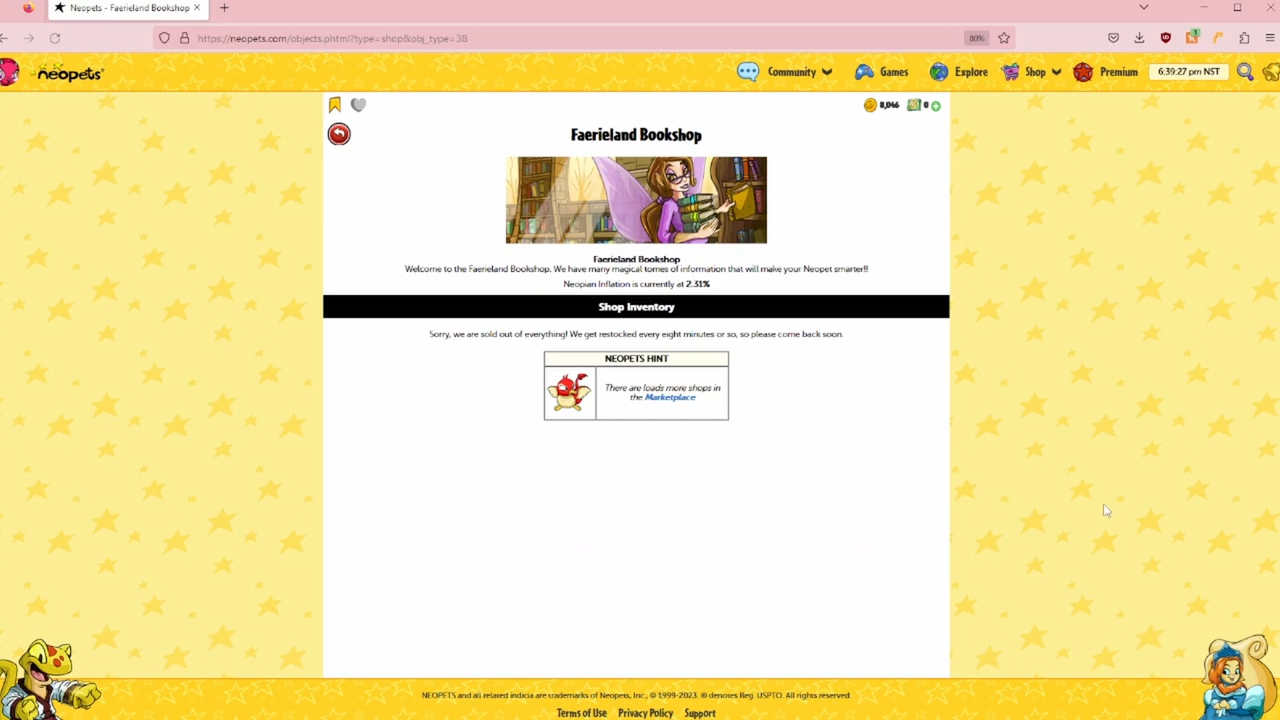 Neopets - Faerieland Bookshop
https://neopets.com/objects.phtml?type=shop&obj_type=38
80%
neopets
Community
Games
Explore
Shop
Premium
6:39:27 pm NST
8,046
0
Faerieland Bookshop
Faerieland Bookshop
Welcome to the Faerieland Bookshop. We have many magical tomes of information that will make your Neopet smarter!!
Neopian Inflation is currently at 2.31%
Shop Inventory
Sorry, we are sold out of everything! We get restocked every eight minutes or so, so please come back soon.
NEOPETS HINT
There are loads more shops in
the Marketplace
NEOPETS and all related indicia are trademarks of Neopets, Inc., © 1999-2023. ® denotes Reg. USPTO. All rights reserved.
Terms of Use Privacy Policy Support